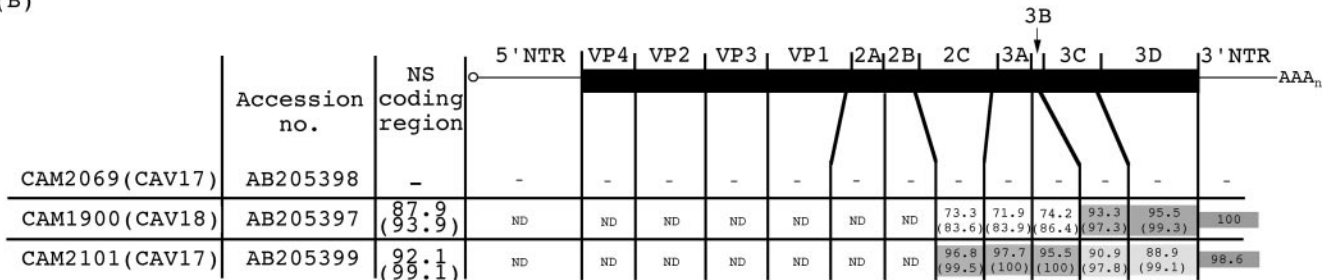 (B)
3B
5'NTR VP4 VP2 VP3 VP1 2A 2B 2C 3A 3C 3D 3'NTR
AAAn
Accession no.
NS coding region
CAM2069(CAV17) AB205398 – - - - - - - - - - - - - -
CAM1900(CAV18) AB205397 87.9 (93.9) ND ND ND ND ND ND ND 73.3 (83.6) 71.9 (83.9) 74.2 (86.4) 93.3 (97.3) 95.5 (99.3) 100
CAM2101(CAV17) AB205399 92.1 (99.1) ND ND ND ND ND ND ND 96.8 (99.5) 97.7 (100) 95.5 (100) 90.9 (97.8) 88.9 (99.1) 98.6